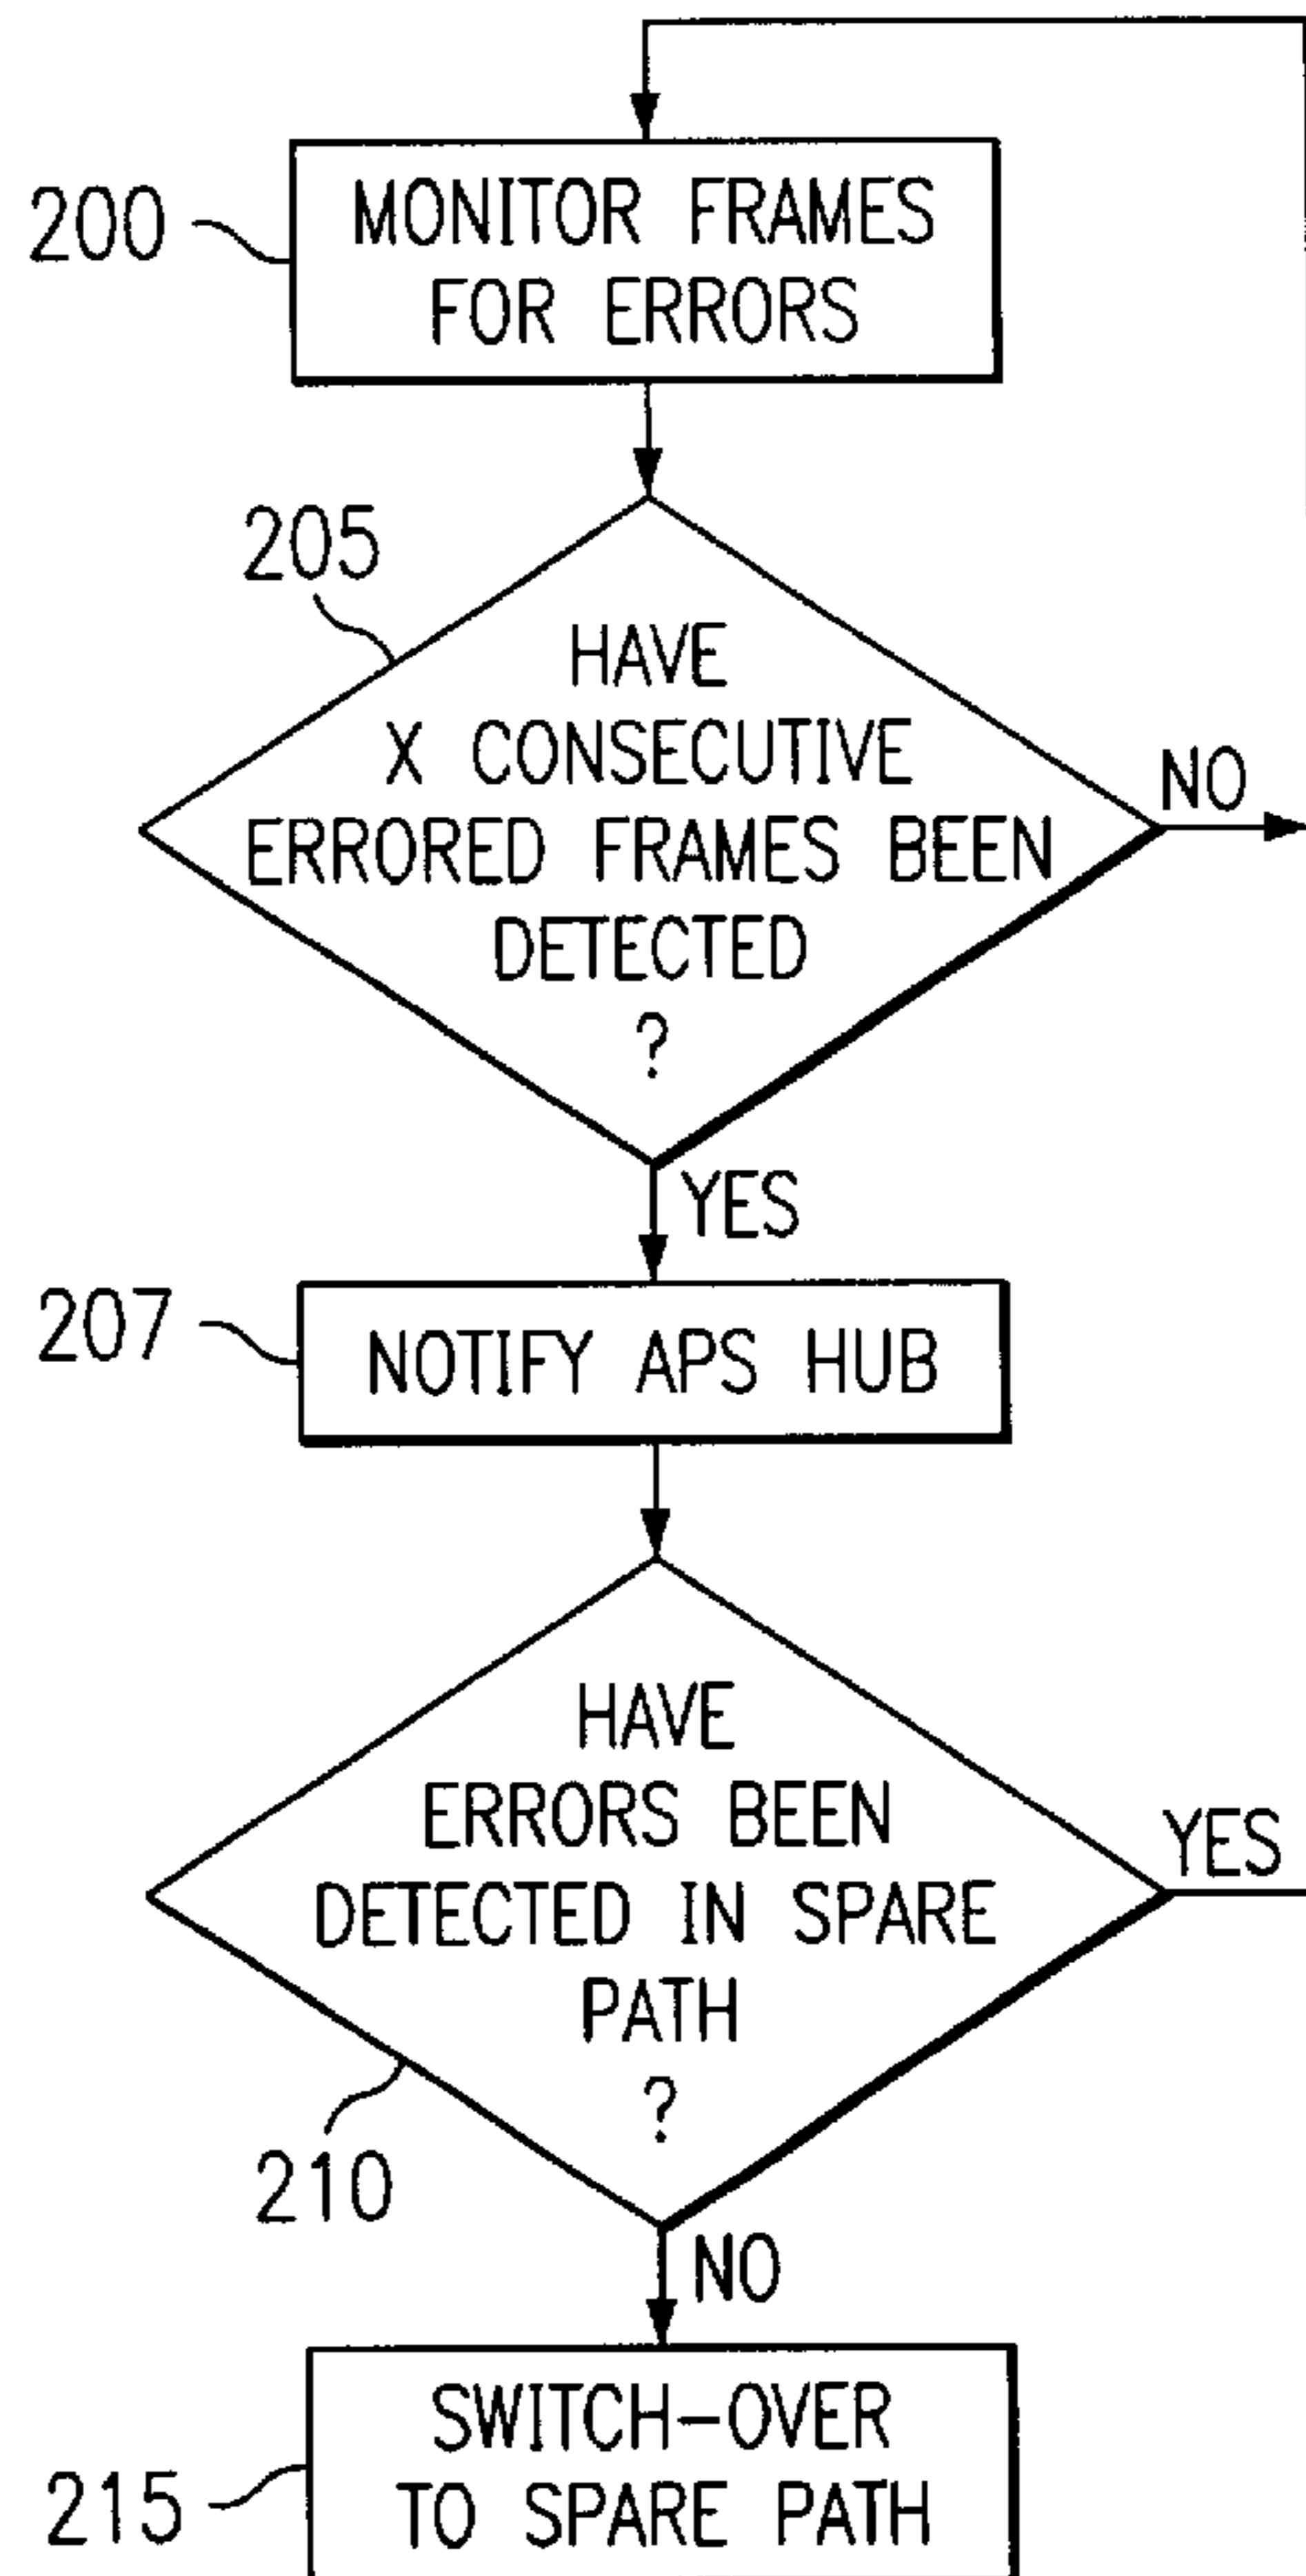 200
MONITOR FRAMES
FOR ERRORS
205
HAVE
X CONSECUTIVE
ERRORED FRAMES BEEN
DETECTED
?
NO
YES
207
NOTIFY APS HUB
HAVE
ERRORS BEEN
DETECTED IN SPARE
PATH
?
YES
210
NO
SWITCH-OVER
TO SPARE PATH
215